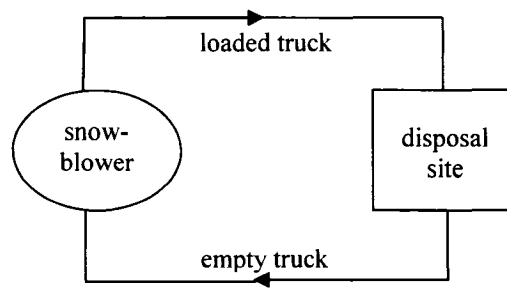 loaded truck
snow-
blower
disposal
site
empty truck